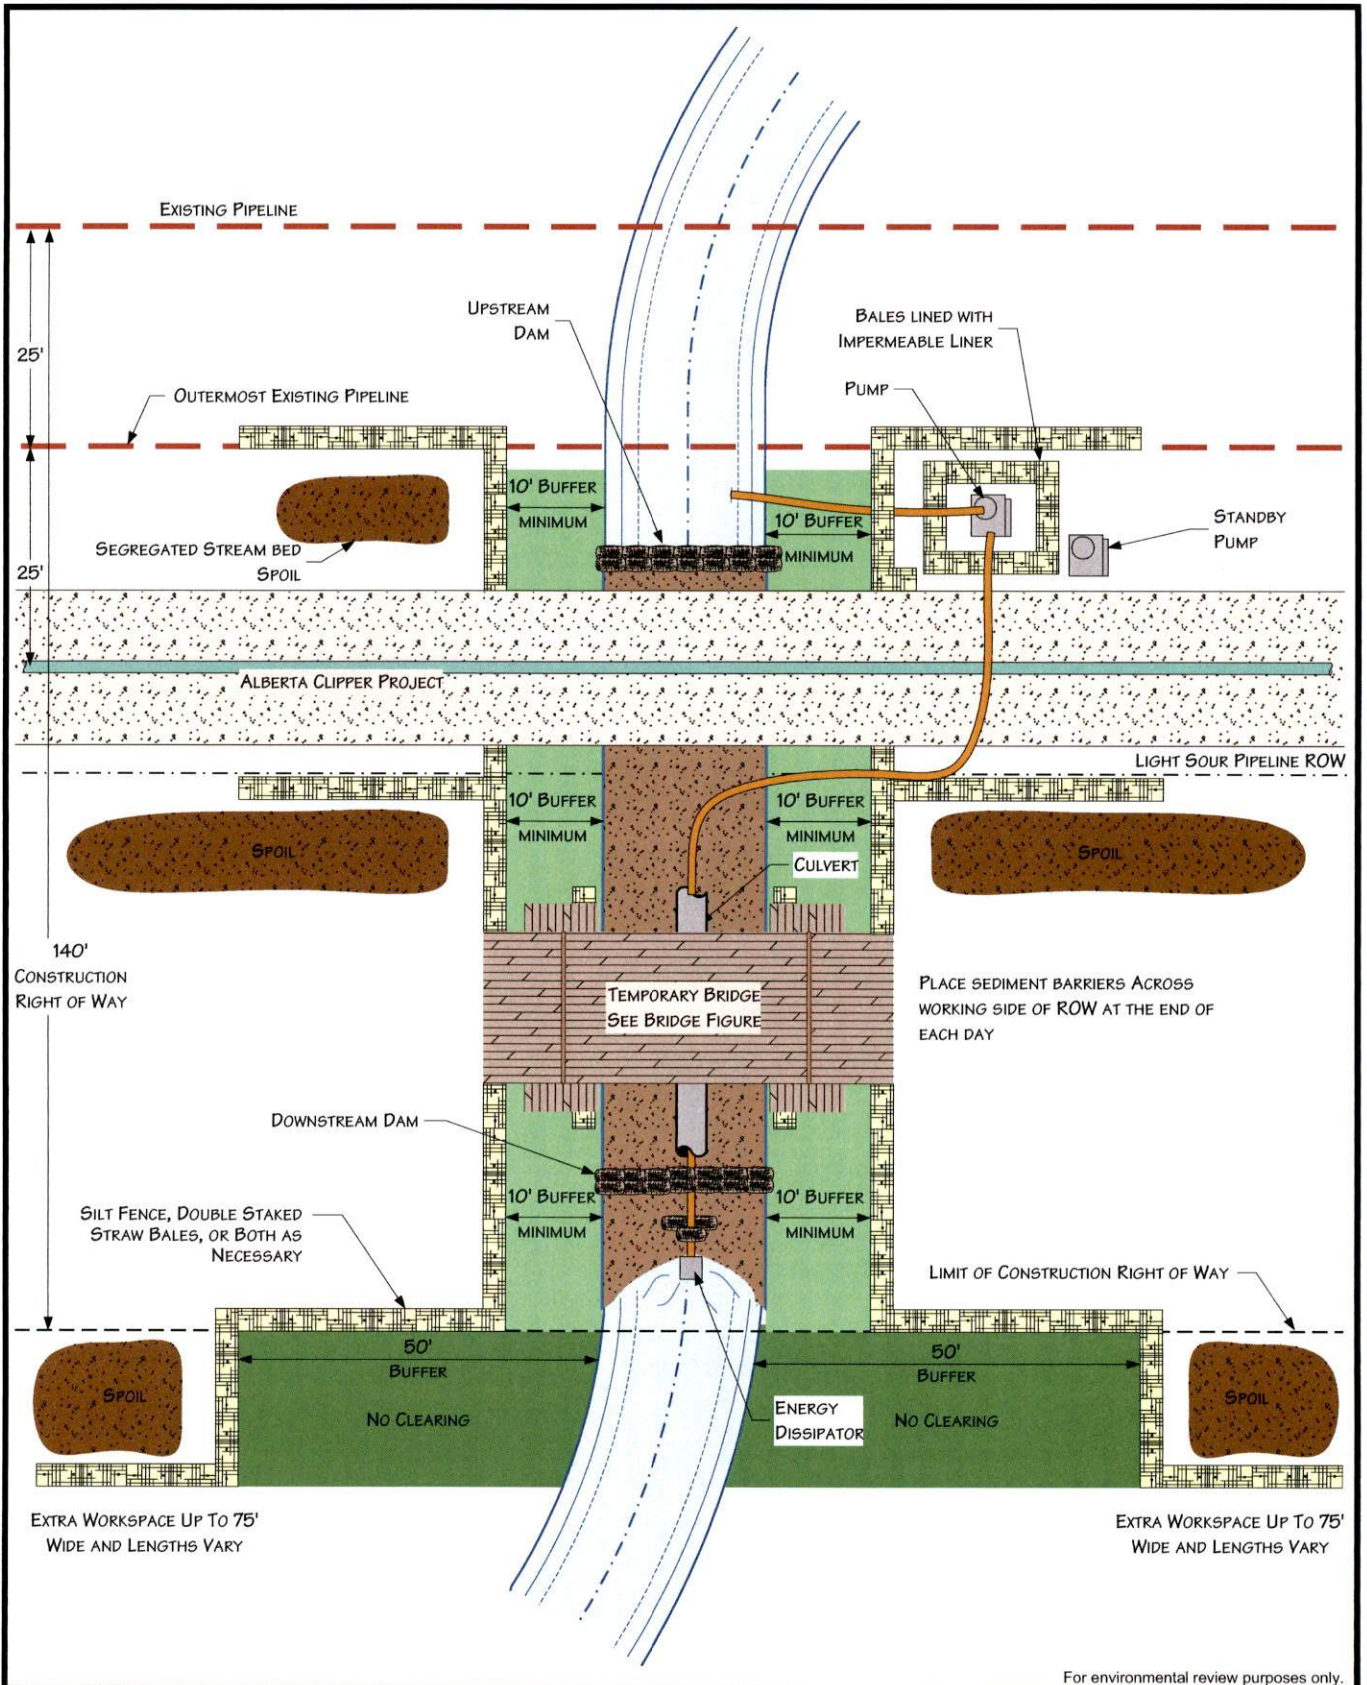 EXISTING PIPELINE
UPSTREAM
DAM
BALES LINED WITH
IMPERMEABLE LINER
25'
PUMP
OUTERMOST EXISTING PIPELINE
10' BUFFER
MINIMUM
10' BUFFER
MINIMUM
STANDBY
PUMP
SEGREGATED STREAM BED
SPOIL
25'
ALBERTA CLIPPER PROJECT
LIGHT SOUR PIPELINE ROW
10' BUFFER
MINIMUM
10' BUFFER
MINIMUM
SPOIL
SPOIL
CULVERT
140'
CONSTRUCTION
RIGHT OF WAY
TEMPORARY BRIDGE
SEE BRIDGE FIGURE
PLACE SEDIMENT BARRIERS ACROSS
WORKING SIDE OF ROW AT THE END OF
EACH DAY
DOWNSTREAM DAM
10' BUFFER
MINIMUM
10' BUFFER
MINIMUM
SILT FENCE, DOUBLE STAKED
STRAW BALES, OR BOTH AS
NECESSARY
LIMIT OF CONSTRUCTION RIGHT OF WAY
50'
BUFFER
50'
BUFFER
SPOIL
SPOIL
NO CLEARING
ENERGY
DISSIPATOR
NO CLEARING
EXTRA WORKSPACE UP TO 75'
WIDE AND LENGTHS VARY
EXTRA WORKSPACE UP TO 75'
WIDE AND LENGTHS VARY
For environmental review purposes only.